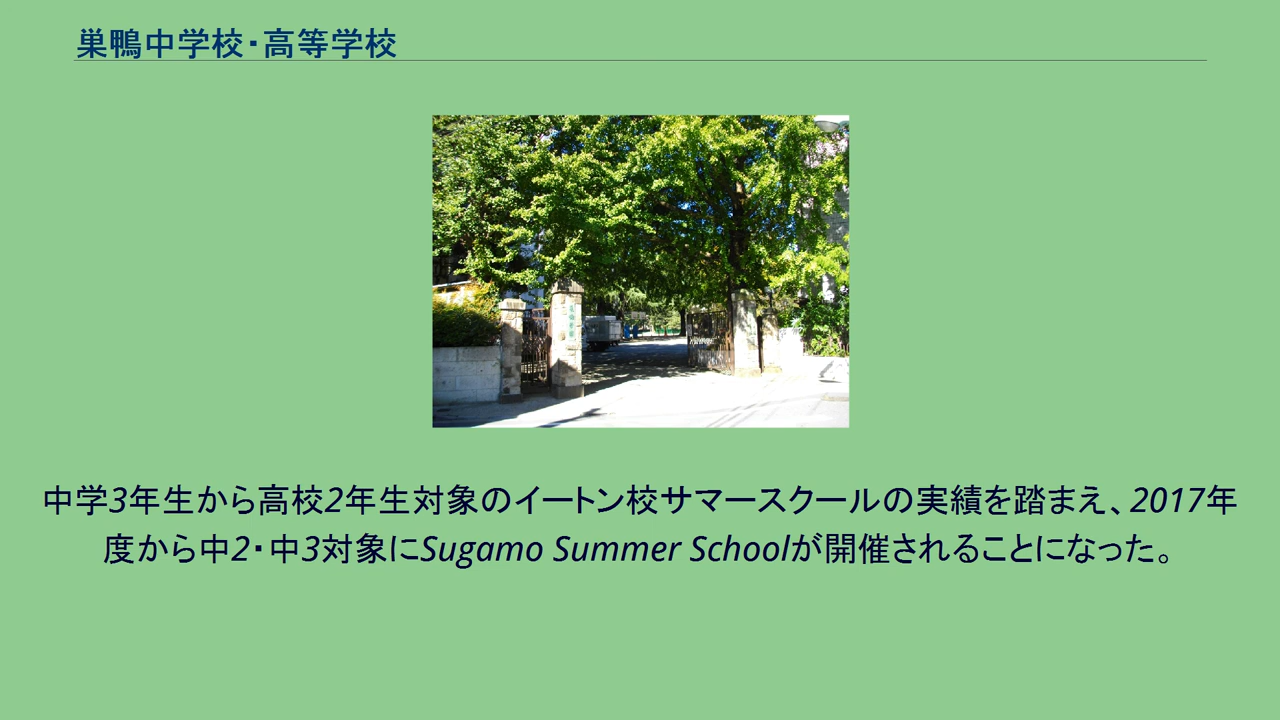 巣鴨中学校・高等学校
中学3年生から高校2年生対象のイートン校サマースクールの実績を踏まえ、2017年
度から中2・中3対象にSugamo Summer Schoolが開催されることになった。